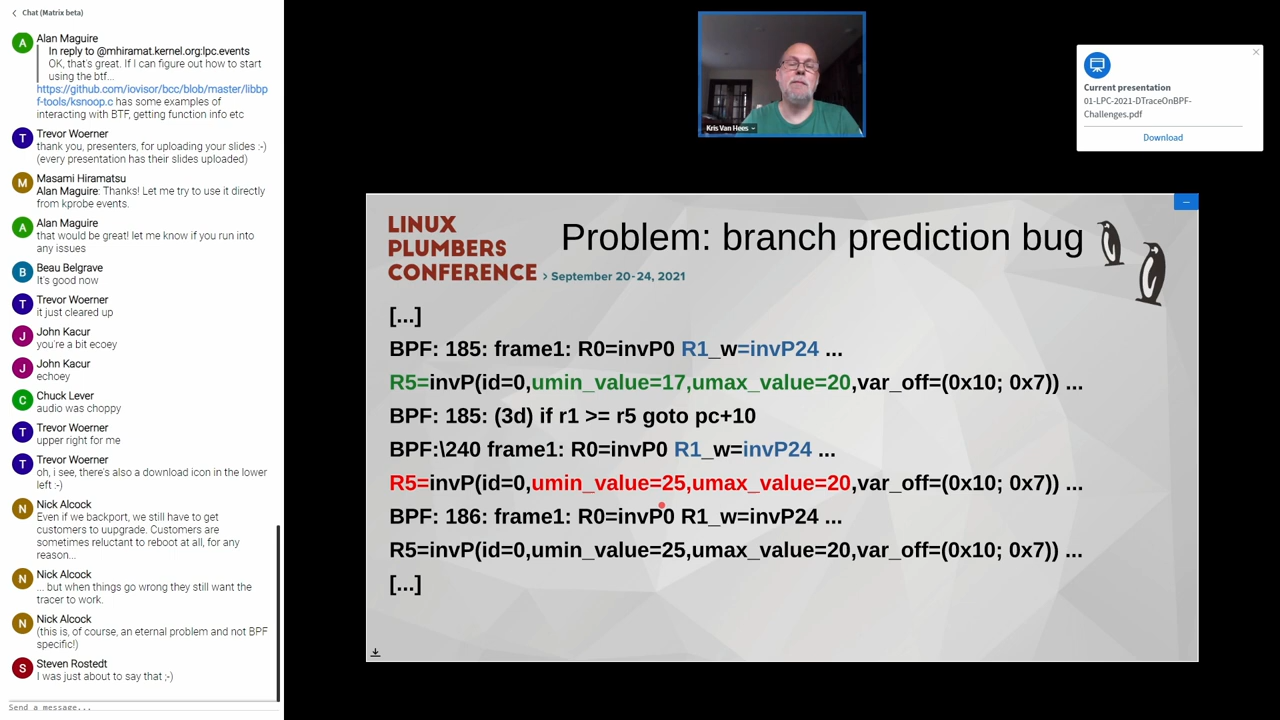 Chat (Matrix beta)
A
Alan Maguire
In reply to @mhiramat.kernel.org:lpc.events
OK, that's great. If I can figure out how to start
using the btf...
https://github.com/iovisor/bcc/blob/master/libbp
f-tools/ksnoop.c has some examples of
interacting with BTF, getting function info etc
T
Trevor Woerner
thank you, presenters, for uploading your slides :-)
(every presentation has their slides uploaded)
M
Masami Hiramatsu
Alan Maguire: Thanks! Let me try to use it directly
from kprobe events.
A
Alan Maguire
that would be great! let me know if you run into
any issues
B
Beau Belgrave
It's good now
T
Trevor Woerner
it just cleared up
J
John Kacur
you're a bit ecoey
J
John Kacur
echoey
C
Chuck Lever
audio was choppy
T
Trevor Woerner
upper right for me
T
Trevor Woerner
oh, i see, there's also a download icon in the lower
left :-)
N
Nick Alcock
Even if we backport, we still have to get
customers to upgrade. Customers are
sometimes reluctant to reboot at all, for any
reason...
N
Nick Alcock
... but when things go wrong they still want the
tracer to work.
N
Nick Alcock
(this is, of course, an eternal problem and not BPF
specific!)
S
Steven Rostedt
I was just about to say that ;-)
Send a message...
Kris Van Hees
Current presentation
01-LPC-2021-DTraceOnBPF-
Challenges.pdf
Download
LINUX
PLUMBERS
CONFERENCE > September 20-24, 2021
Problem: branch prediction bug
[...]
BPF: 185: frame1: R0=invP0 R1_w=invP24 ...
R5=invP(id=0,umin_value=17,umax_value=20,var_off=(0x10; 0x7)) ...
BPF: 185: (3d) if r1 >= r5 goto pc+10
BPF:\240 frame1: R0=invP0 R1_w=invP24 ...
R5=invP(id=0,umin_value=25,umax_value=20,var_off=(0x10; 0x7)) ...
BPF: 186: frame1: R0=invP0 R1_w=invP24 ...
R5=invP(id=0,umin_value=25,umax_value=20,var_off=(0x10; 0x7)) ...
[...]